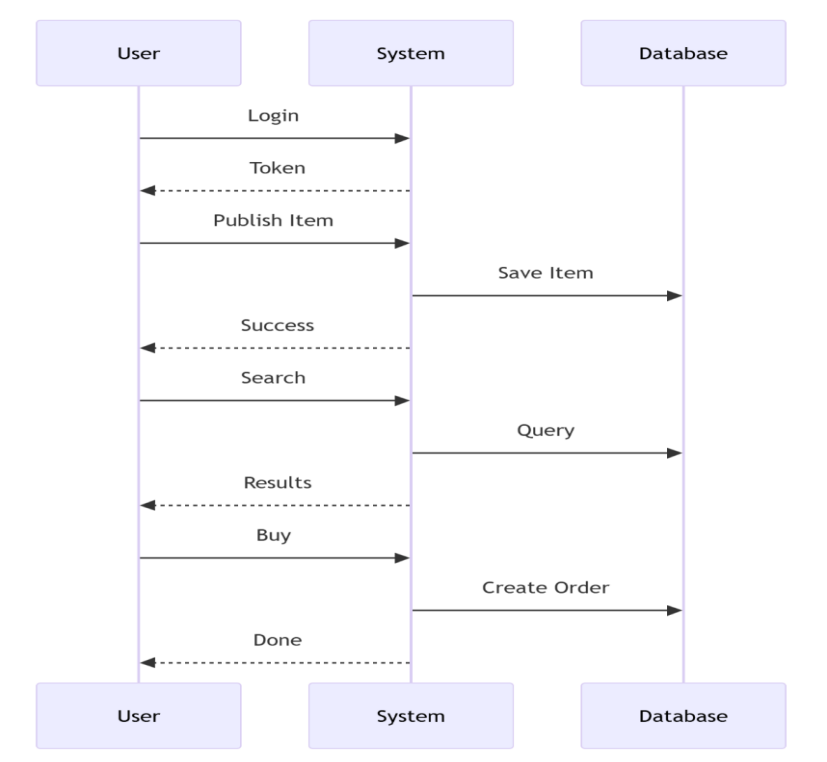 User System Database
Login
Token
Publish Item
Save Item
Success
Search
Query
Results
Buy
Create Order
Done
User System Database